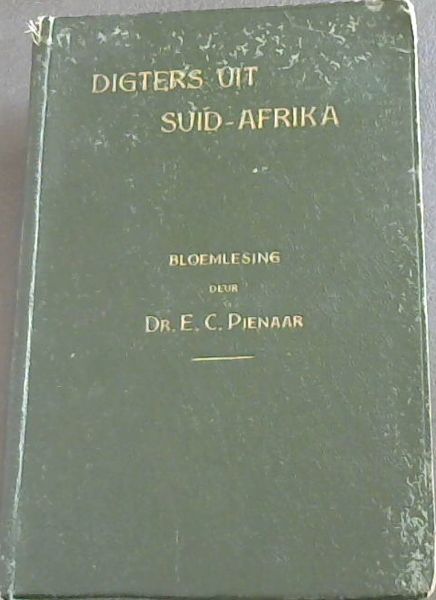 DIGTERS UIT
SUID-AFRIKA
BLOEMLESING
DEUR
DR. E. C. PIENAAR